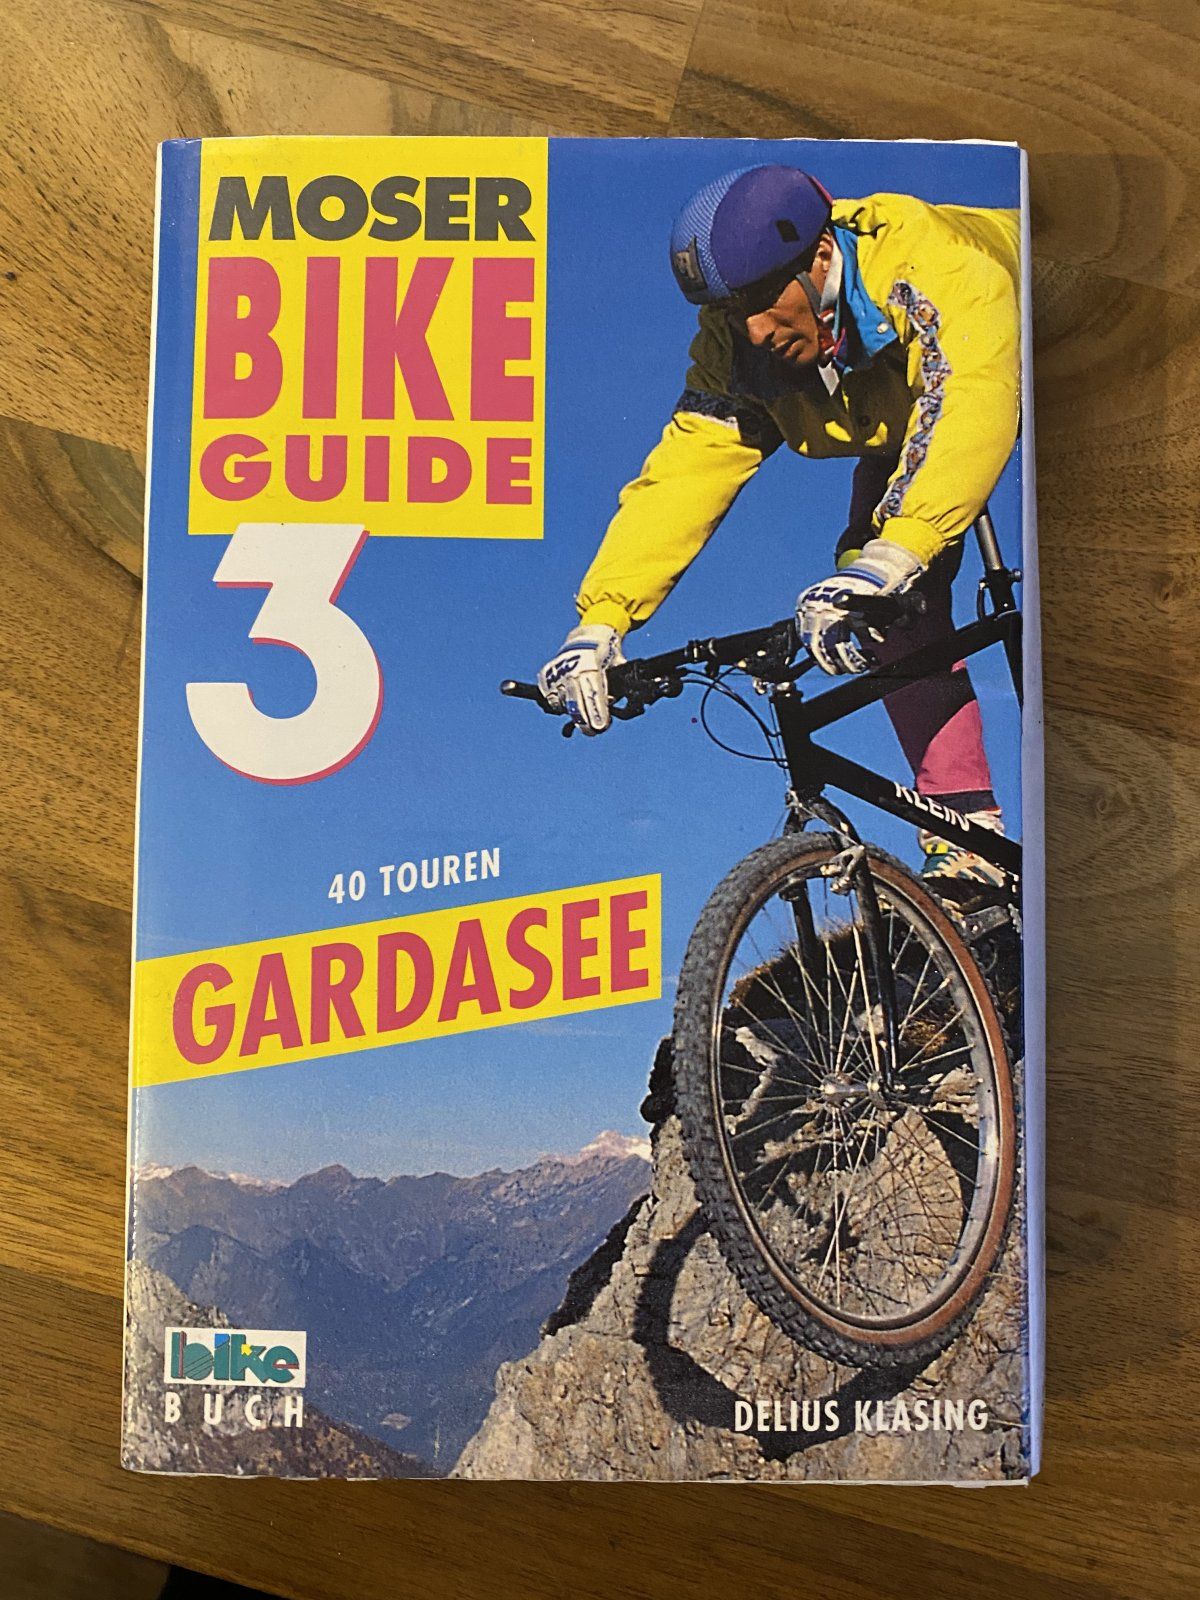 MOSER
BIKE
GUIDE
3
40 TOUREN
GARDASEE
KLEIN
bike
BUCH
DELIUS KLASING